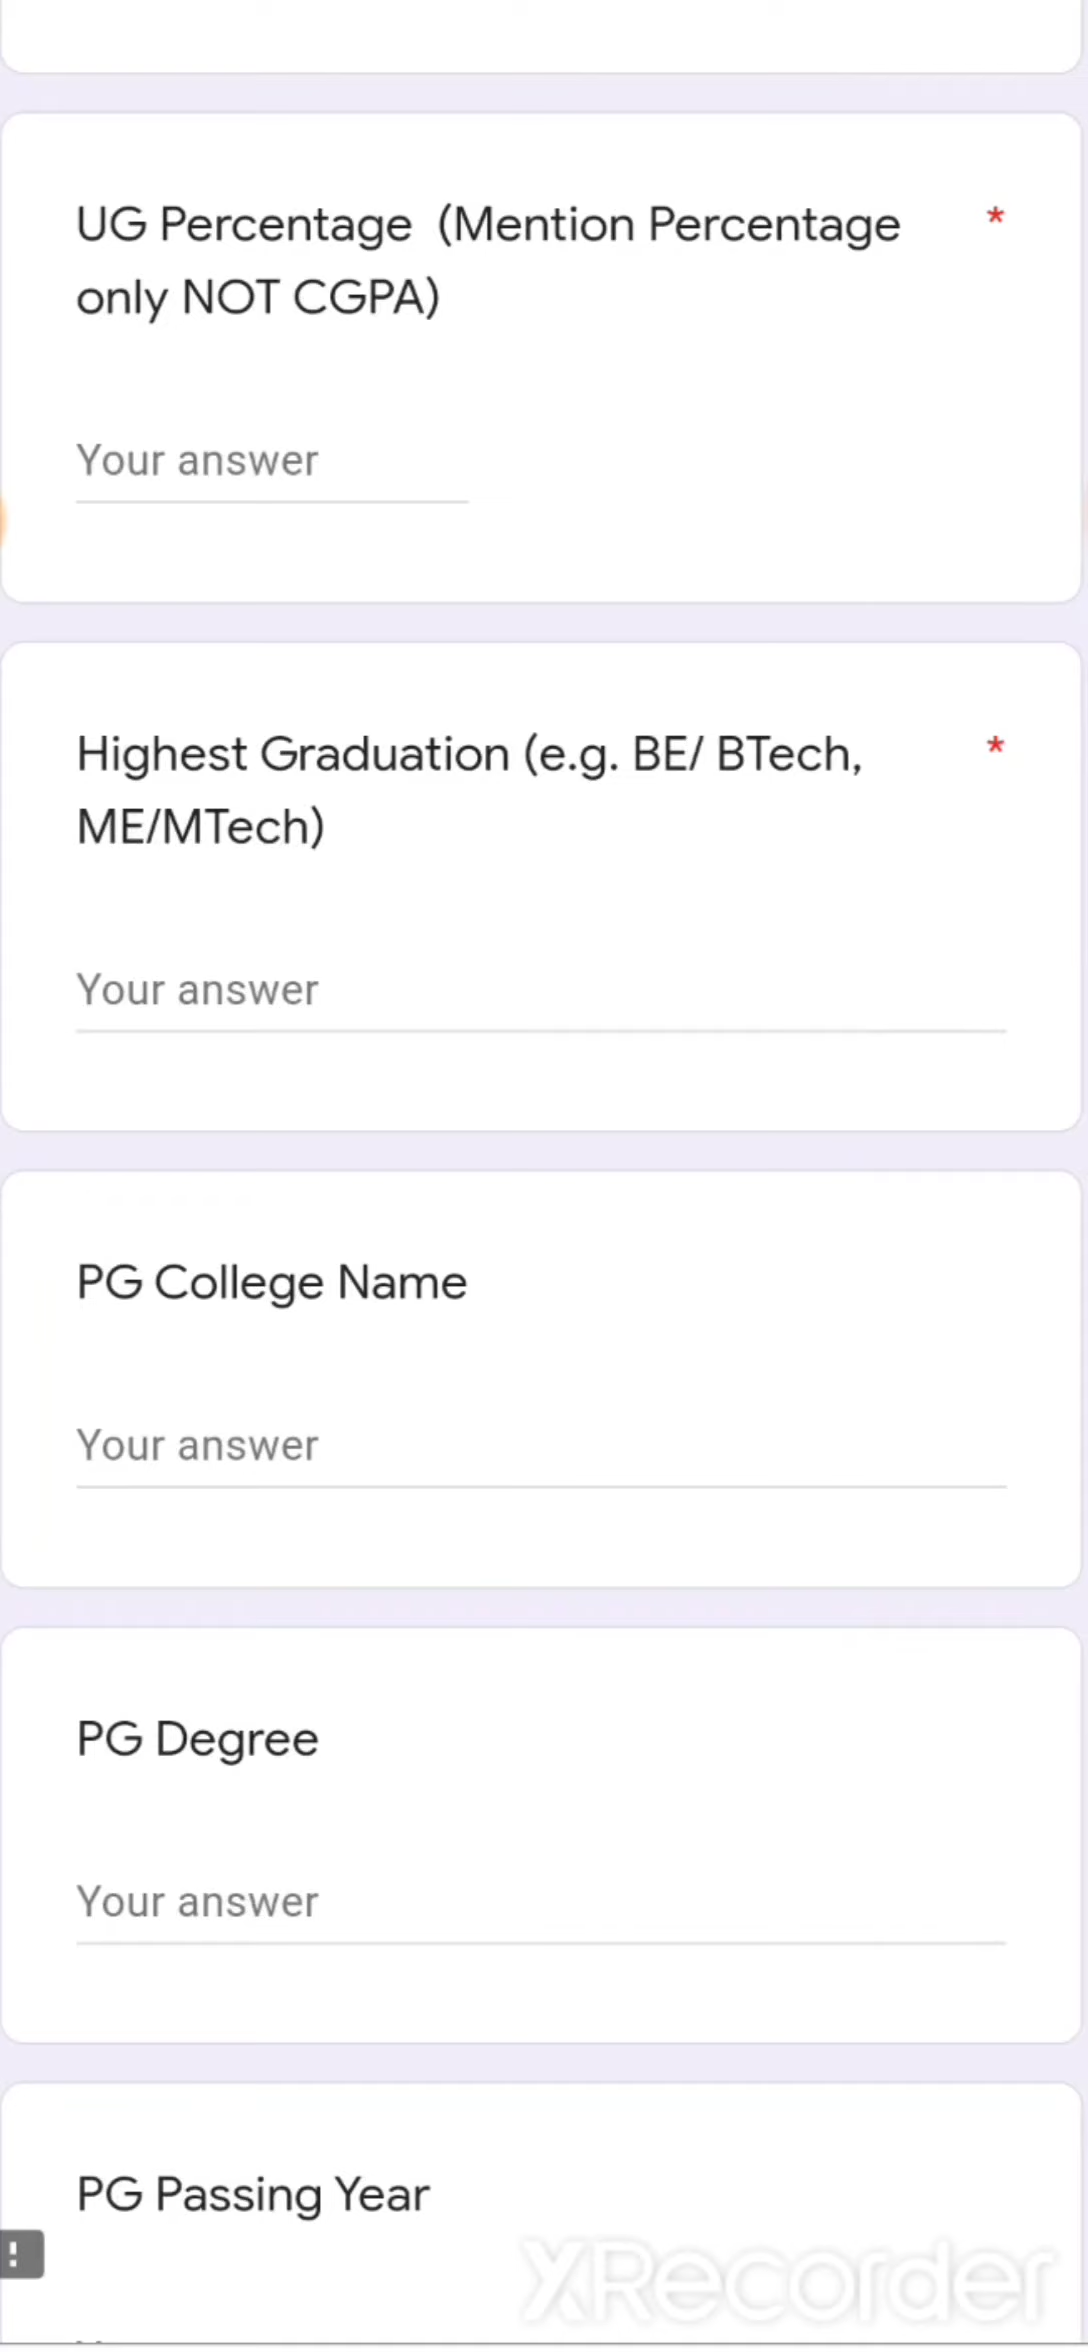 UG Percentage (Mention Percentage *
only NOT CGPA)
Your answer
Highest Graduation (e.g. BE/ BTech, *
ME/MTech)
Your answer
PG College Name
Your answer
PG Degree
Your answer
PG Passing Year
!
XRecorder